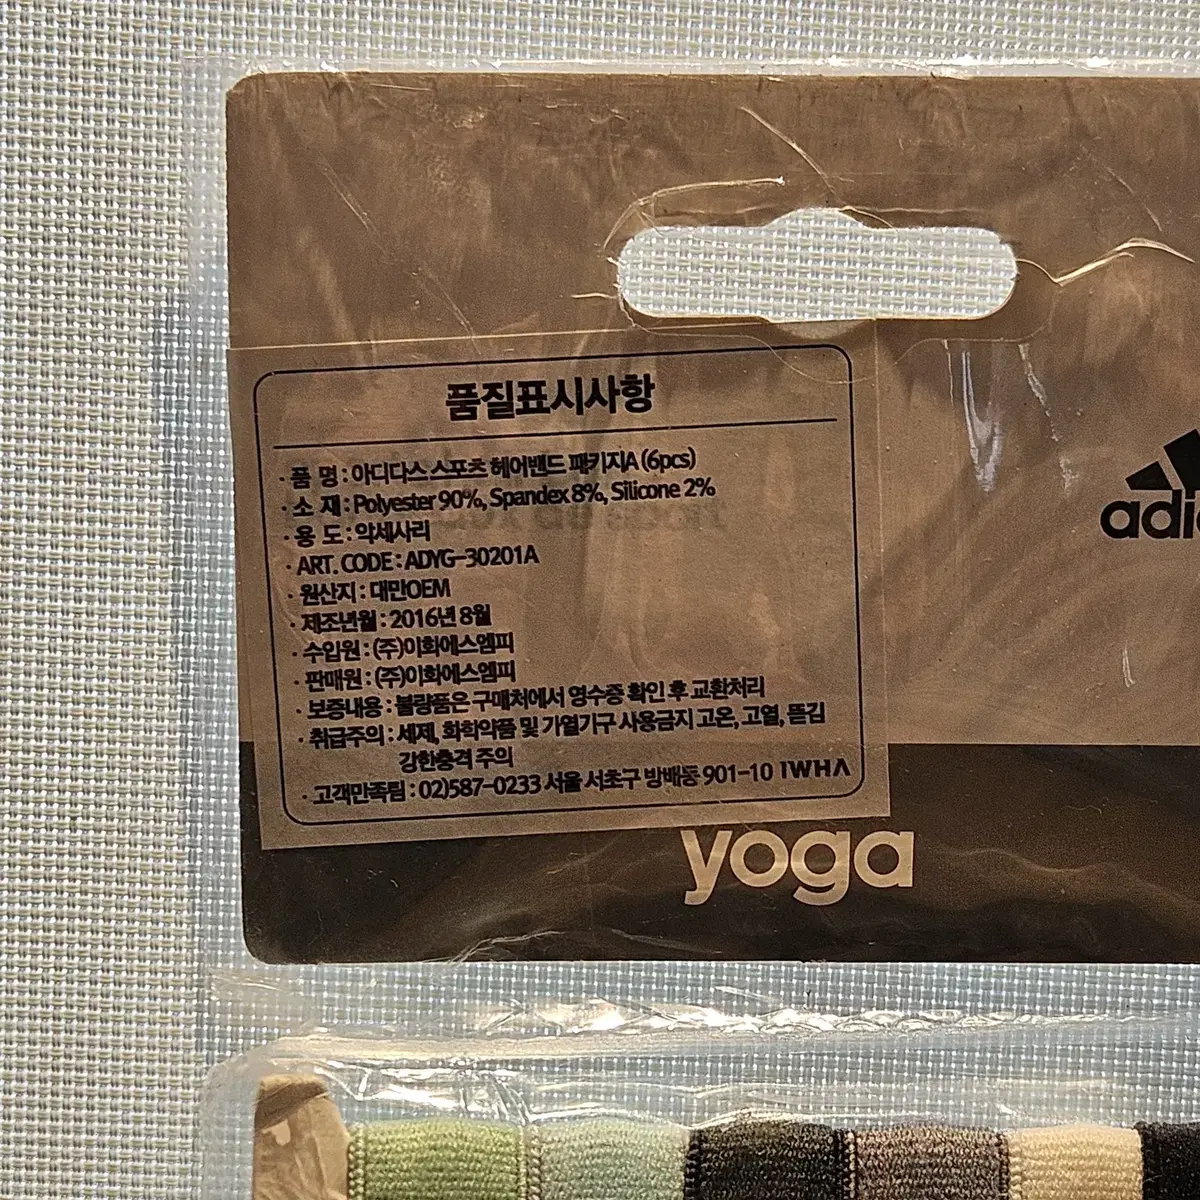 품질표시사항
· 품 명 : 아디다스 스포츠 헤어밴드 패키지A (6pcs)
· 소 재 : Polyester 90%, Spandex 8%, Silicone 2%
· 용 도 : 악세사리
· ART. CODE : ADYG-30201A
· 원산지 : 대만OEM
· 제조년월 : 2016년 8월
· 수입원 : (주)이화에스엠피
· 판매원 : (주)이화에스엠피
· 보증내용 : 불량품은 구매처에서 영수증 확인 후 교환처리
· 취급주의 : 세제, 화학약품 및 가열기구 사용금지 고온, 고열, 뜰김
강한충격 주의
· 고객만족팀 : 02)587-0233 서울 서초구 방배동 901-10 IWHA
adi
yoga